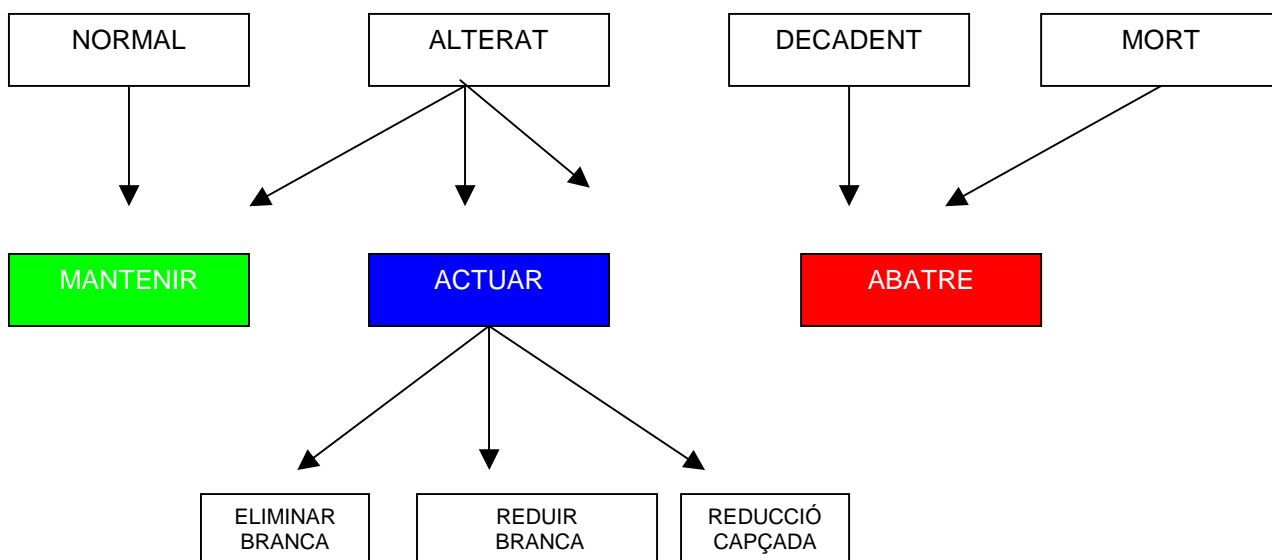 NORMAL
ALTERAT
DECADENT
MORT
MANTENIR
ACTUAR
ABATRE
ELIMINAR
BRANCA
REDUIR
BRANCA
REDUCCIÓ
CAPÇADA